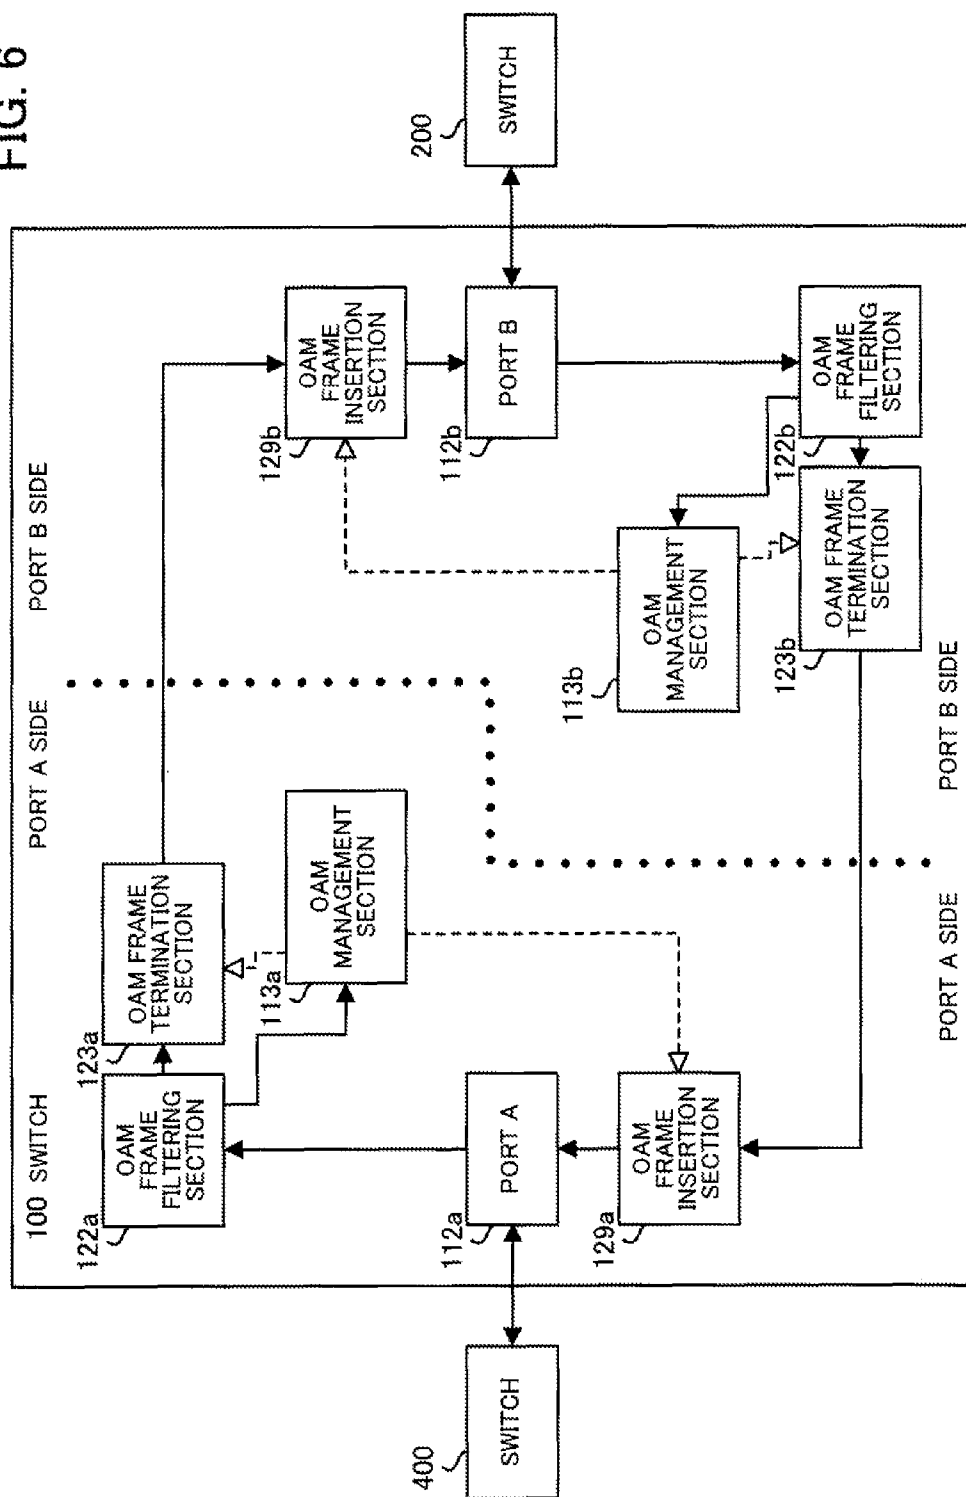 FIG. 6
100 SWITCH
PORT A SIDE
PORT B SIDE
122a
OAM
FRAME
FILTERING
SECTION
123a
OAM FRAME
TERMINATION
SECTION
113a
OAM
MANAGEMENT
SECTION
129b
OAM
FRAME
INSERTION
SECTION
400
SWITCH
112a
PORT A
112b
PORT B
200
SWITCH
129a
OAM
FRAME
INSERTION
SECTION
113b
OAM
MANAGEMENT
SECTION
123b
OAM FRAME
TERMINATION
SECTION
122b
OAM
FRAME
FILTERING
SECTION
PORT A SIDE
PORT B SIDE